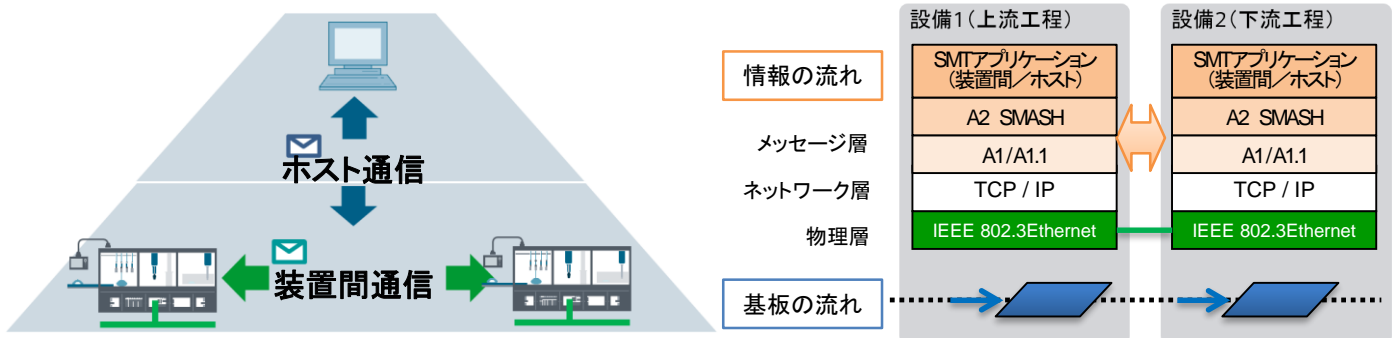 ホスト通信
装置間通信
設備1(上流工程)
設備2(下流工程)
情報の流れ
SMTアプリケーション
(装置間/ホスト)
SMTアプリケーション
(装置間/ホスト)
A2 SMASH
A2 SMASH
メッセージ層
A1/A1.1
A1/A1.1
ネットワーク層
TCP / IP
TCP / IP
物理層
IEEE 802.3Ethernet
IEEE 802.3Ethernet
基板の流れ